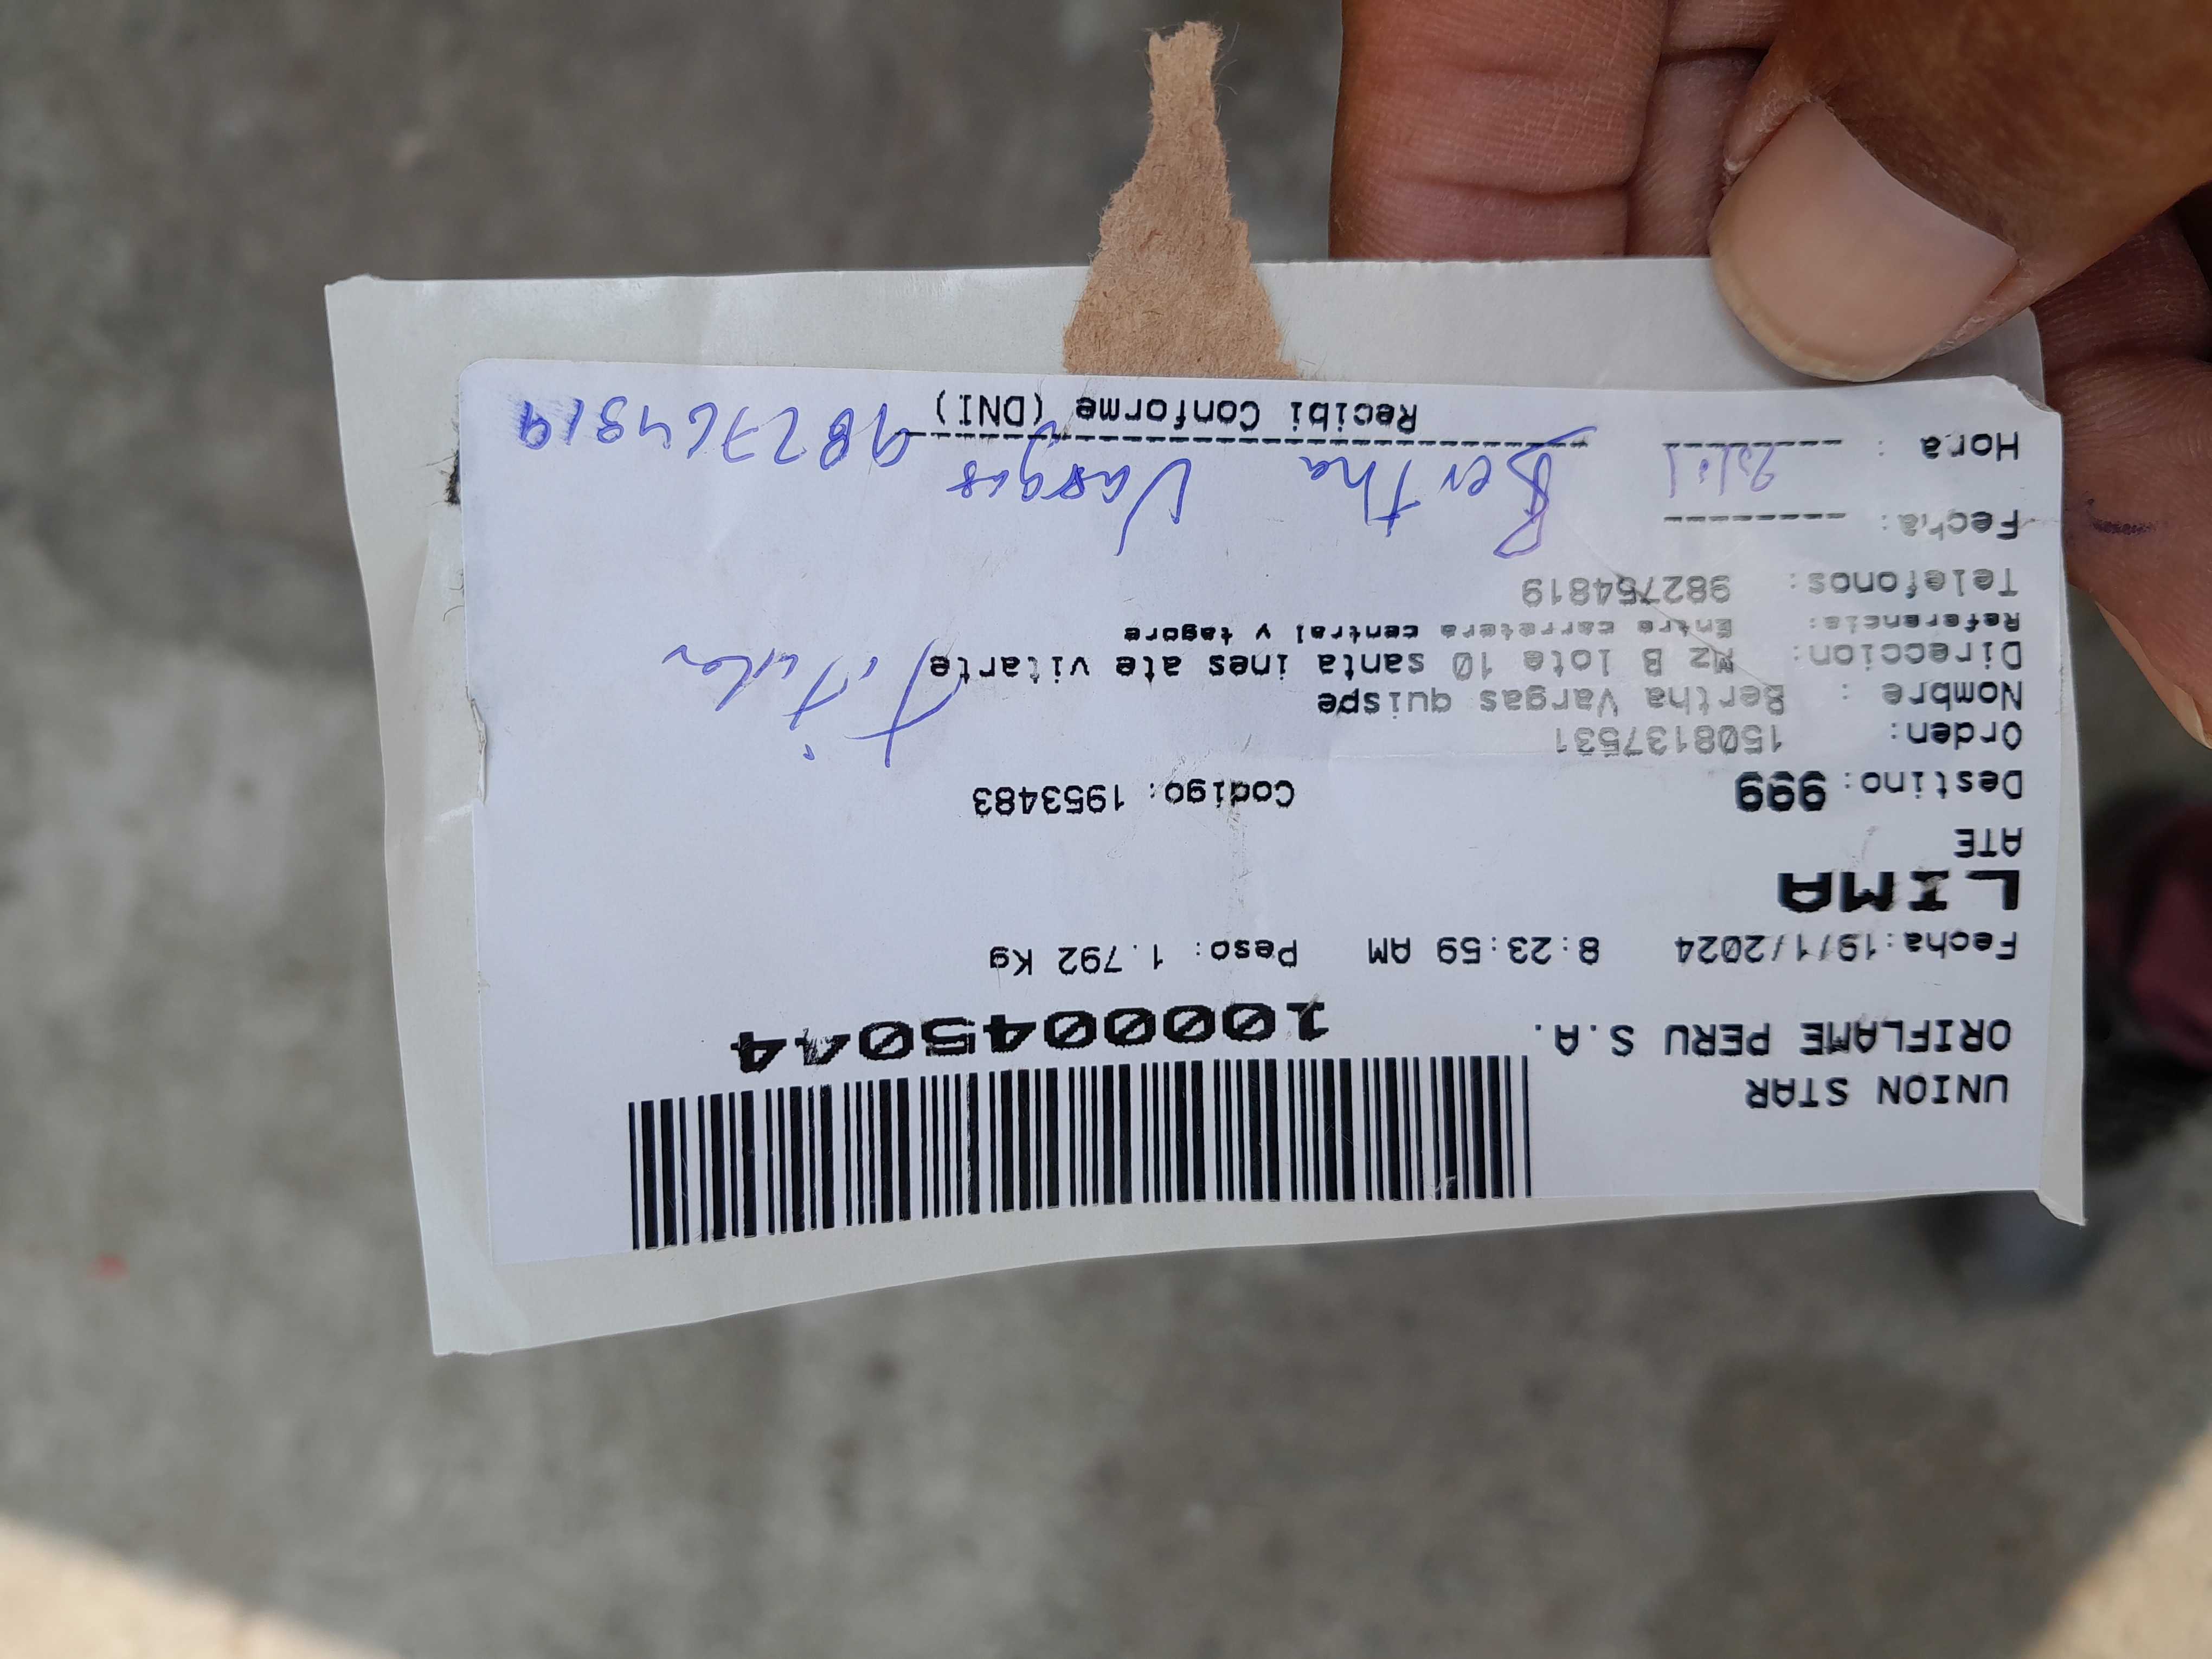 UNION STAR
ORIFLAME PERU S.A. 1000045044
Fecha:19/1/2024 8:23:59 AM Peso: 1.792 Kg
LIMA
ATE
Destino: 999 Codigo: 1953483
Orden: 1508137531
Nombre : Bertha Vargas quispe
Direccion: Mz B lote 10 santa ines ate vitarte
Referencia: Entre carretera central y tagore
Telefonos: 982764819
titular
Fecha:
Bertha Vargas 982764819
Hora :
Recibi Conforme (DNI)